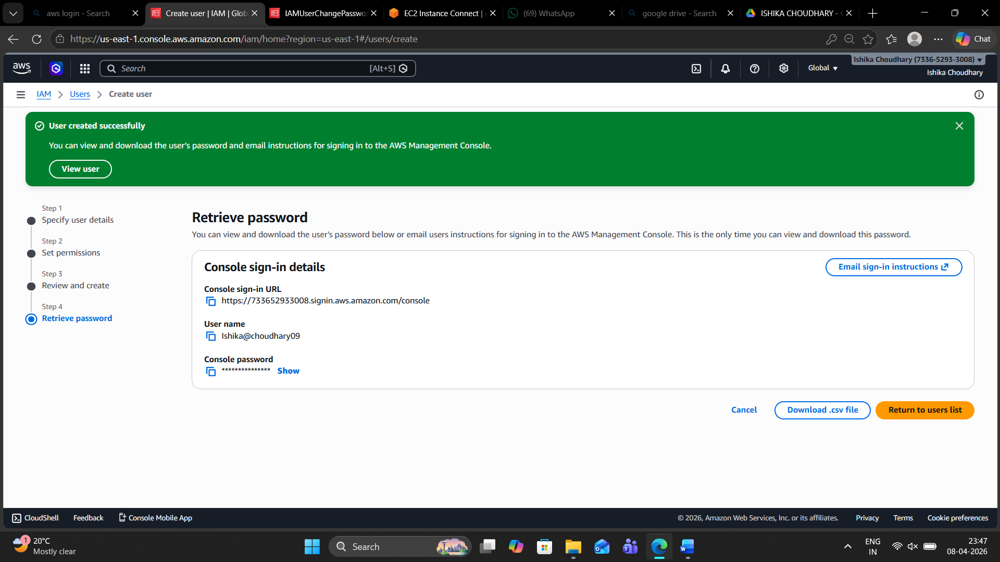 aws login - Search
Create user | IAM | Glob
IAMUserChangePasswor
EC2 Instance Connect |
(69) WhatsApp
google drive - Search
ISHIKA CHOUDHARY -
https://us-east-1.console.aws.amazon.com/iam/home?region=us-east-1#/users/create
Chat
aws
Search
[Alt+S]
Global
Ishika Choudhary (7336-5293-3008)
Ishika Choudhary
IAM
Users
Create user
User created successfully
You can view and download the user's password and email instructions for signing in to the AWS Management Console.
View user
Step 1
Specify user details
Step 2
Set permissions
Step 3
Review and create
Step 4
Retrieve password
Retrieve password
You can view and download the user's password below or email users instructions for signing in to the AWS Management Console. This is the only time you can view and download this password.
Console sign-in details
Email sign-in instructions
Console sign-in URL
https://733652933008.signin.aws.amazon.com/console
User name
Ishika@choudhary09
Console password
*************** Show
Cancel
Download .csv file
Return to users list
CloudShell
Feedback
Console Mobile App
© 2026, Amazon Web Services, Inc. or its affiliates.
Privacy
Terms
Cookie preferences
1
20°C
Mostly clear
Search
ENG
IN
23:47
08-04-2026